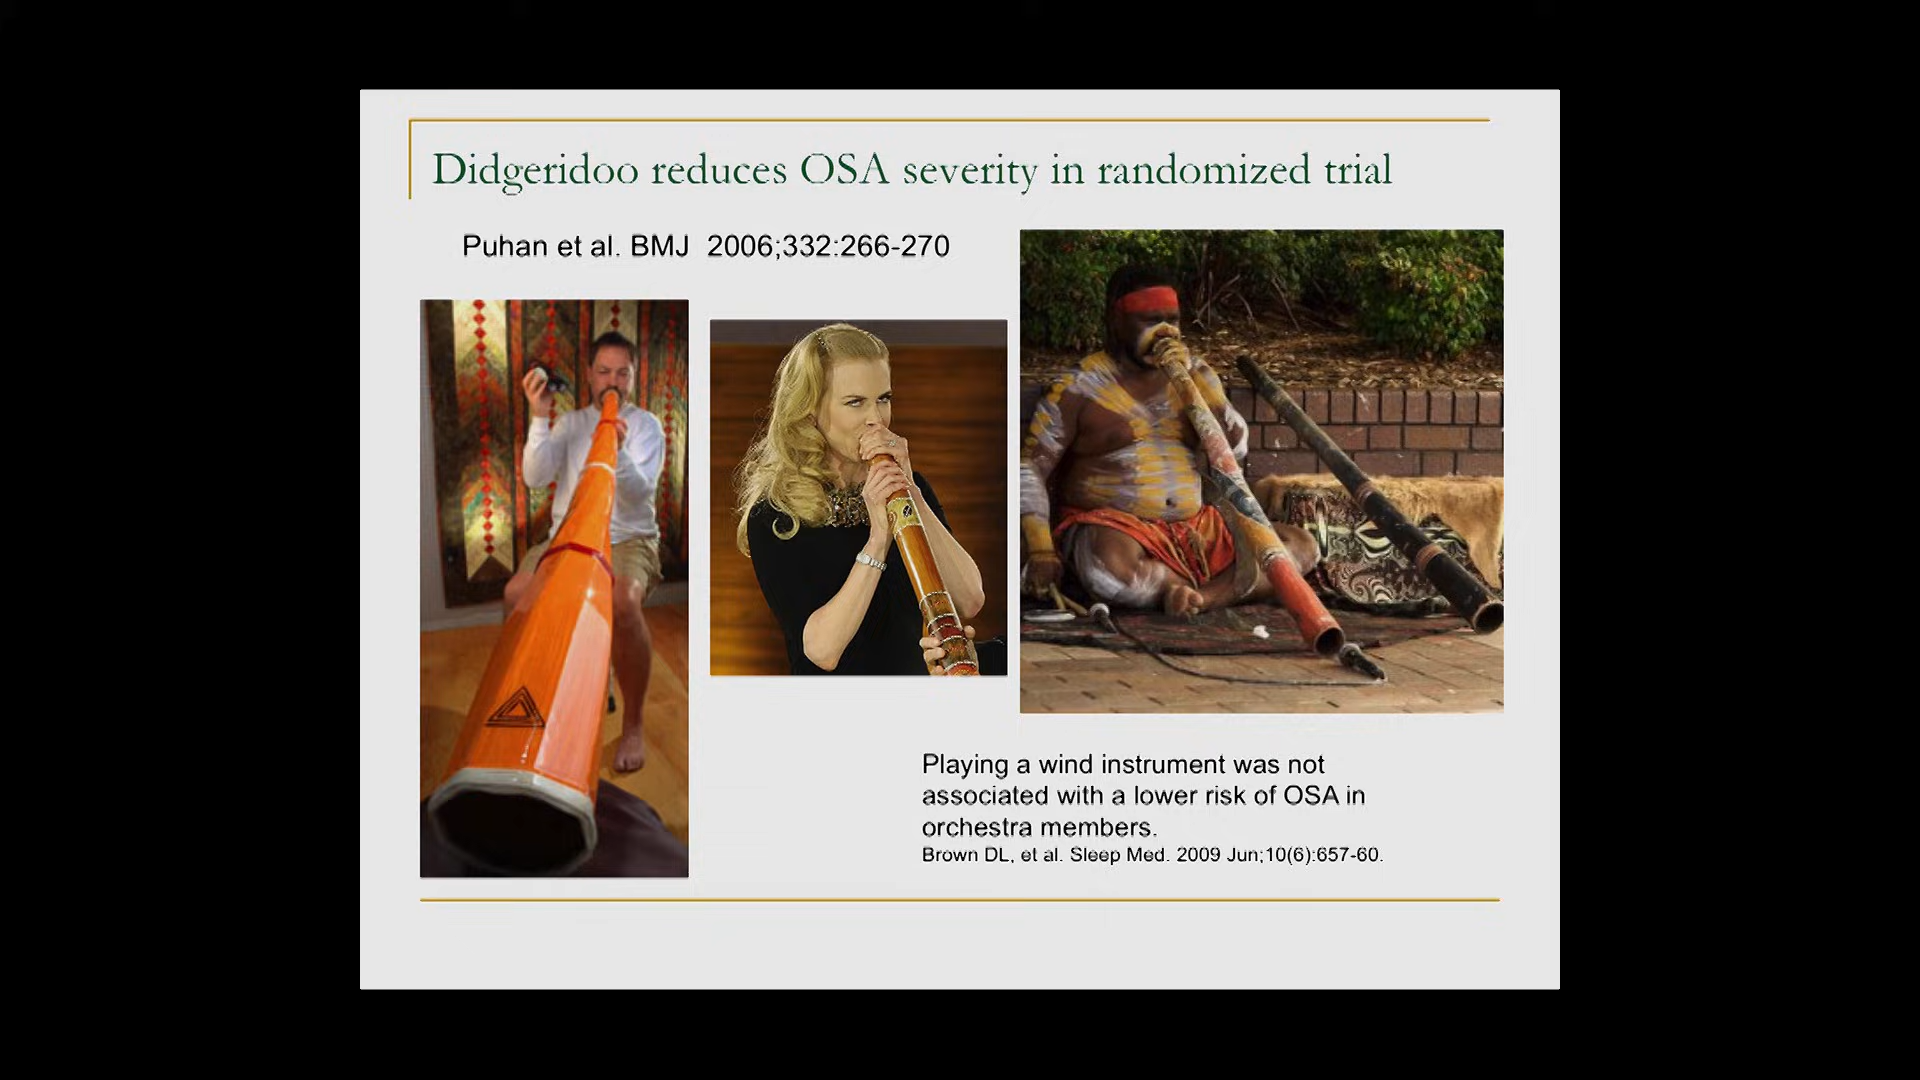 Didgeridoo reduces OSA severity in randomized trial
Puhan et al. BMJ 2006;332:266-270
Playing a wind instrument was not
associated with a lower risk of OSA in
orchestra members.
Brown DL, et al. Sleep Med. 2009 Jun;10(6):657-60.